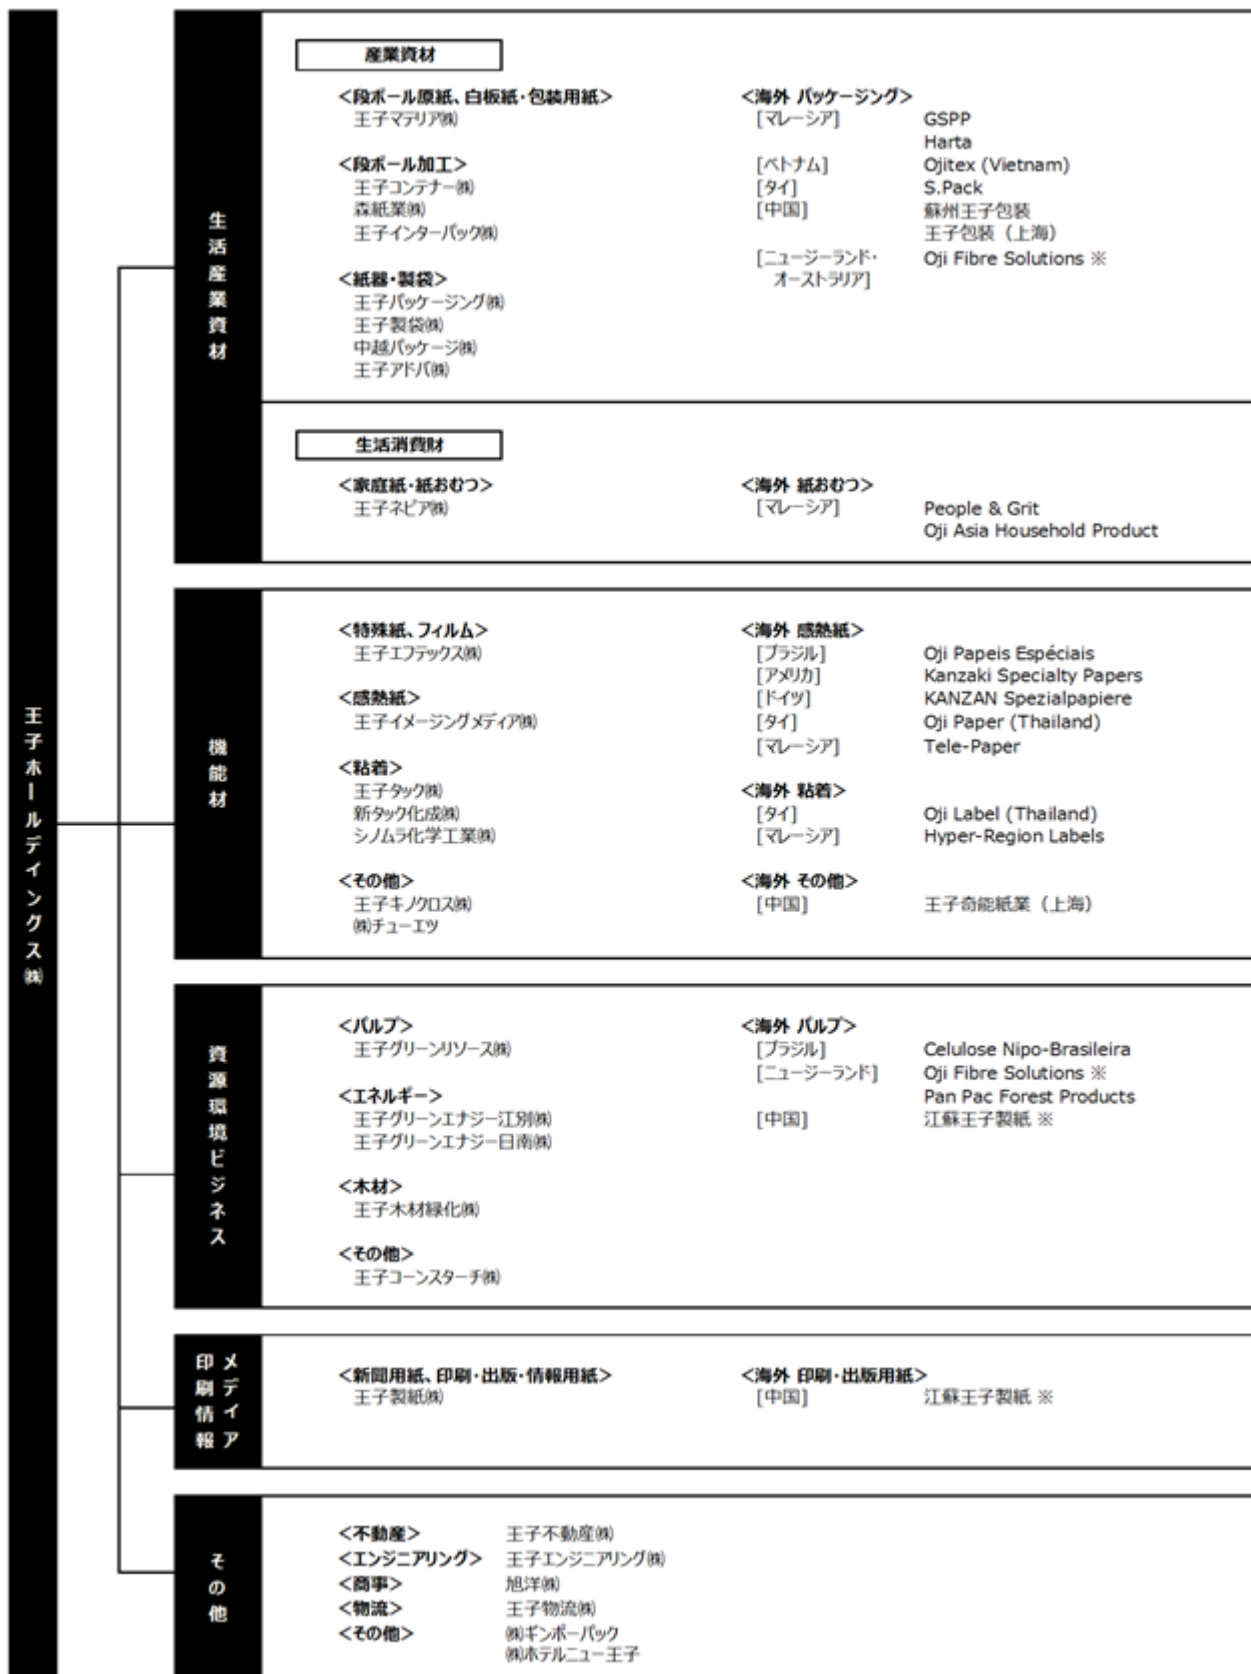 王子ホールディングス㈱
生活産業資材
産業資材
＜段ボール原紙、白板紙・包装用紙＞
王子マテリア㈱
＜段ボール加工＞
王子コンテナー㈱
森紙業㈱
王子インターパック㈱
＜紙器・製袋＞
王子パッケージング㈱
王子製袋㈱
中越パッケージ㈱
王子アドバ㈱
＜海外 パッケージング＞
[マレーシア] GSPP
Harta
[ベトナム] Ojitex (Vietnam)
[タイ] S.Pack
[中国] 蘇州王子包装
王子包装（上海）
[ニュージーランド・ Oji Fibre Solutions ※
オーストラリア]
生活消費財
＜家庭紙・紙おむつ＞
王子ネピア㈱
＜海外 紙おむつ＞
[マレーシア] People & Grit
Oji Asia Household Product
機能材
＜特殊紙、フィルム＞
王子エフテックス㈱
＜感熱紙＞
王子イメージングメディア㈱
＜粘着＞
王子タック㈱
新タック化成㈱
シノムラ化学工業㈱
＜その他＞
王子キノクロス㈱
㈱チューエツ
＜海外 感熱紙＞
[ブラジル] Oji Papeis Espéciais
[アメリカ] Kanzaki Specialty Papers
[ドイツ] KANZAN Spezialpapiere
[タイ] Oji Paper (Thailand)
[マレーシア] Tele-Paper
＜海外 粘着＞
[タイ] Oji Label (Thailand)
[マレーシア] Hyper-Region Labels
＜海外 その他＞
[中国] 王子奇能紙業（上海）
資源環境ビジネス
＜パルプ＞
王子グリーンリソース㈱
＜エネルギー＞
王子グリーンエナジー江別㈱
王子グリーンエナジー日南㈱
＜木材＞
王子木材緑化㈱
＜その他＞
王子コーンスターチ㈱
＜海外 パルプ＞
[ブラジル] Celulose Nipo-Brasileira
[ニュージーランド] Oji Fibre Solutions ※
Pan Pac Forest Products
[中国] 江蘇王子製紙 ※
印刷情報
メディア
＜新聞用紙、印刷・出版・情報用紙＞
王子製紙㈱
＜海外 印刷・出版用紙＞
[中国] 江蘇王子製紙 ※
その他
＜不動産＞ 王子不動産㈱
＜エンジニアリング＞ 王子エンジニアリング㈱
＜商事＞ 旭洋㈱
＜物流＞ 王子物流㈱
＜その他＞ ㈱ギンポーパック
㈱ホテルニュー王子